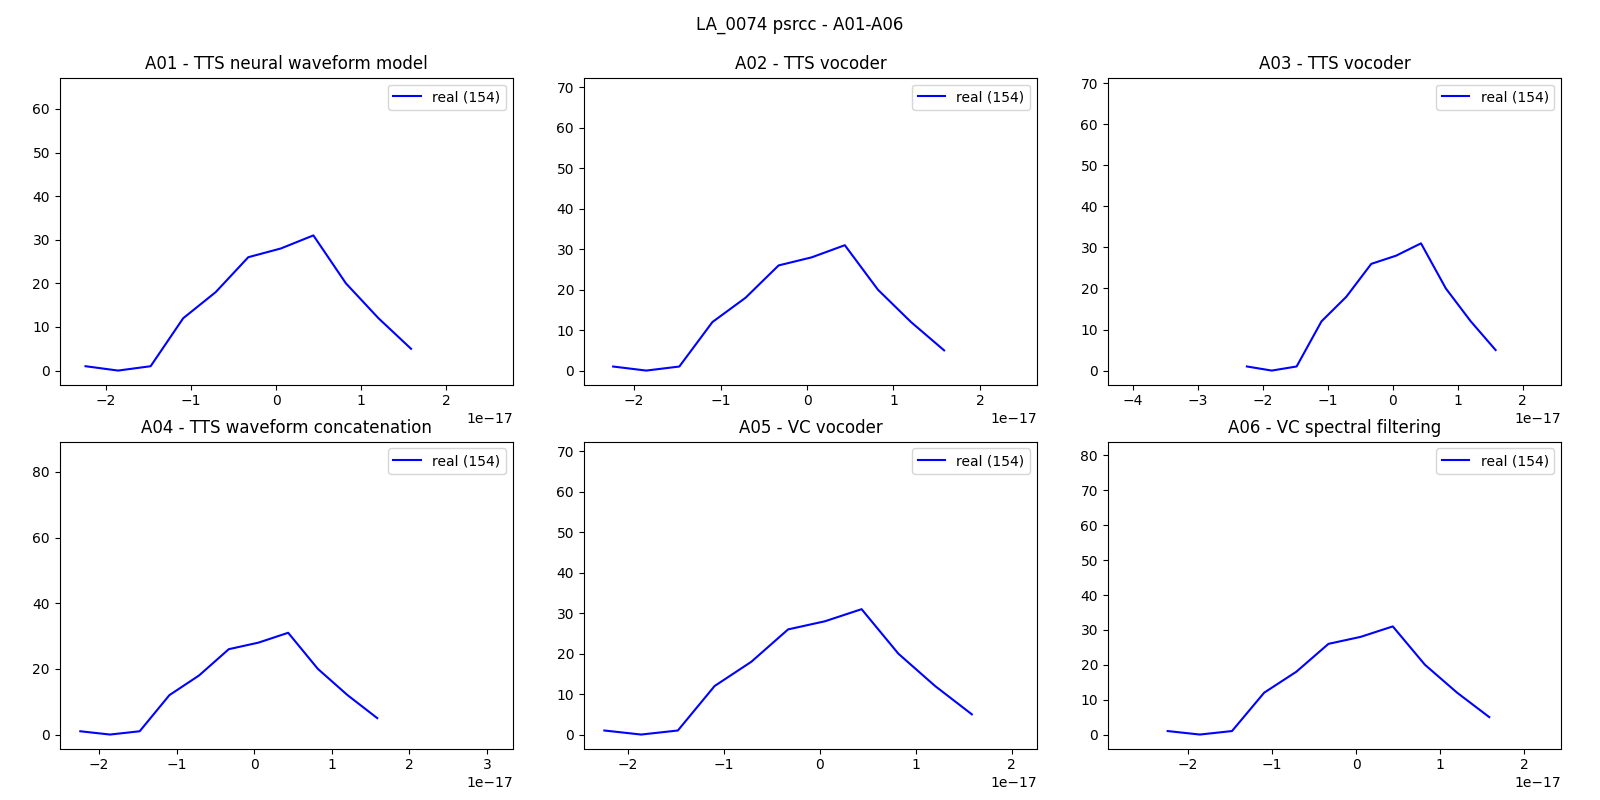 LA_0074 psrcc - A01-A06
A01 - TTS neural waveform model
real (154)
60
50
40
30
20
10
0
−2 −1 0 1 2
1e−17
A02 - TTS vocoder
real (154)
70
60
50
40
30
20
10
0
−2 −1 0 1 2
1e−17
A03 - TTS vocoder
real (154)
70
60
50
40
30
20
10
0
−4 −3 −2 −1 0 1 2
1e−17
A04 - TTS waveform concatenation
real (154)
80
60
40
20
0
−2 −1 0 1 2 3
1e−17
A05 - VC vocoder
real (154)
70
60
50
40
30
20
10
0
−2 −1 0 1 2
1e−17
A06 - VC spectral filtering
real (154)
80
70
60
50
40
30
20
10
0
−2 −1 0 1 2
1e−17